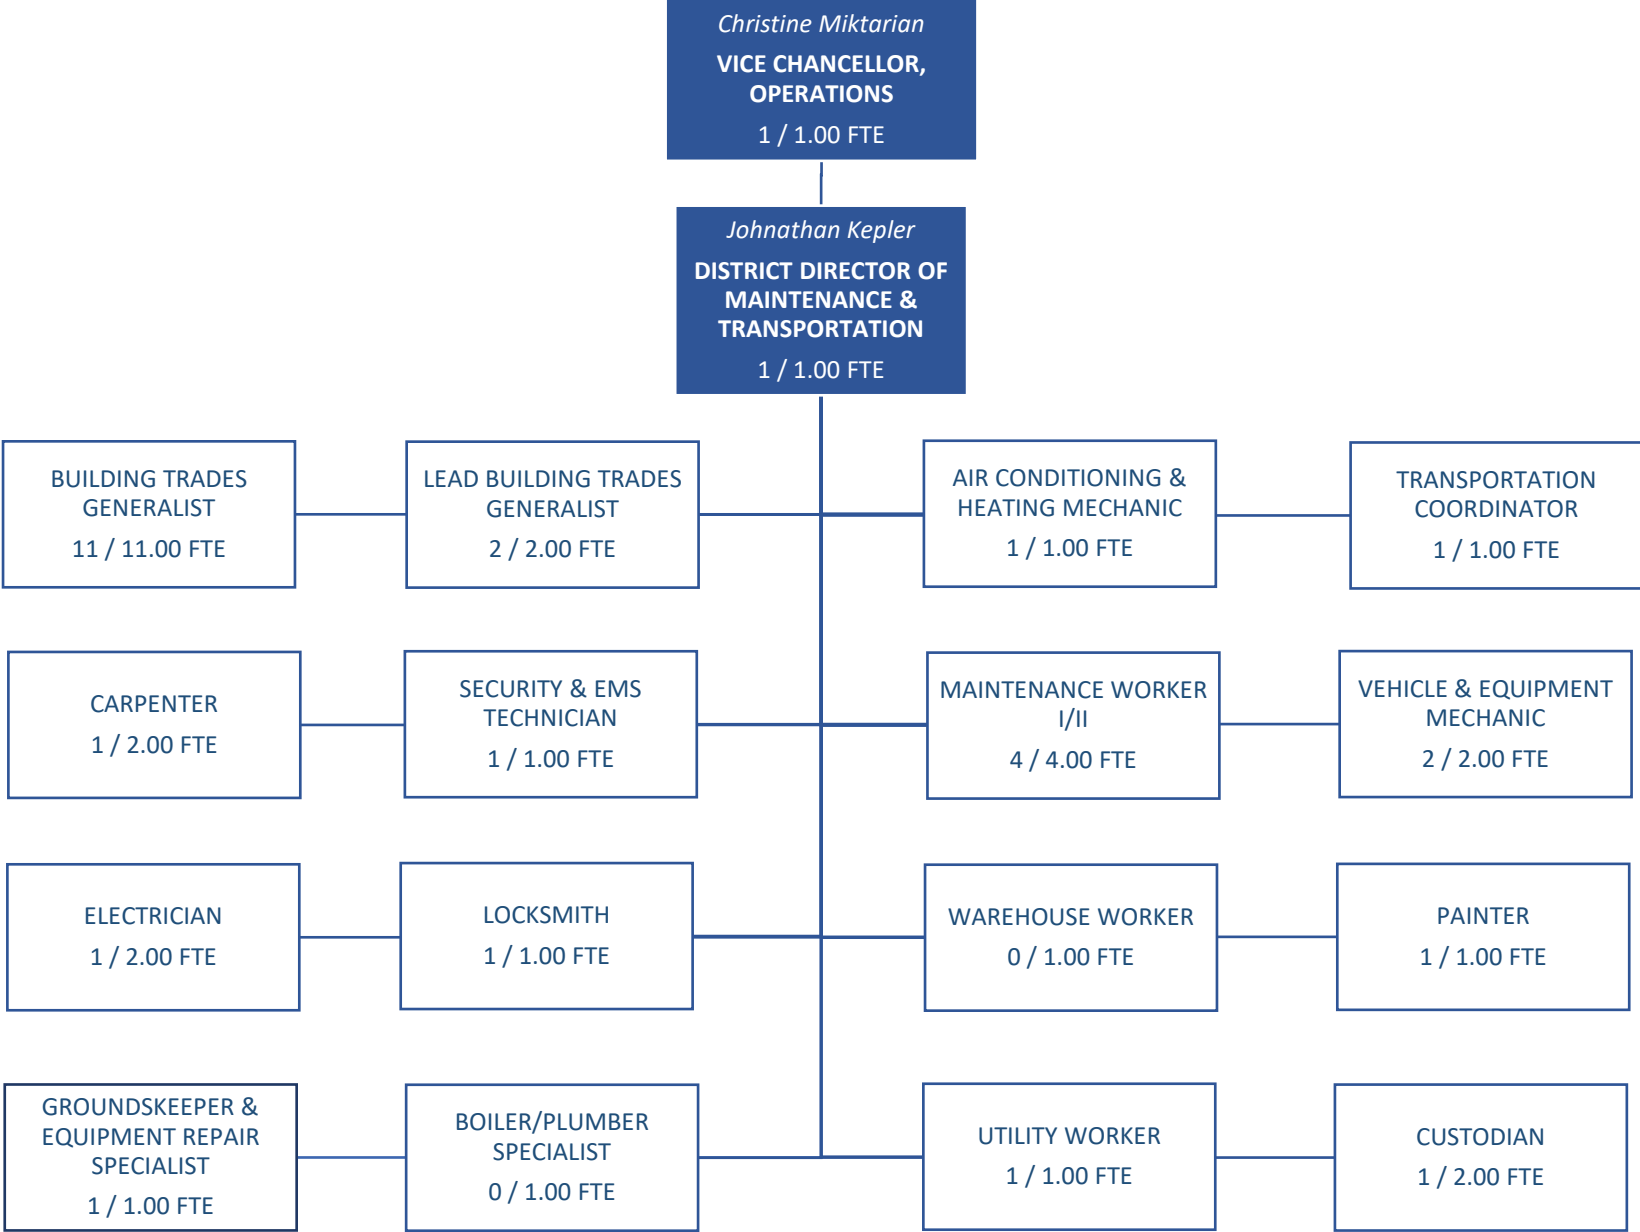 Christine Miktarian
VICE CHANCELLOR,
OPERATIONS
1 / 1.00 FTE
Johnathan Kepler
DISTRICT DIRECTOR OF
MAINTENANCE &
TRANSPORTATION
1 / 1.00 FTE
BUILDING TRADES
GENERALIST
11 / 11.00 FTE
LEAD BUILDING TRADES
GENERALIST
2 / 2.00 FTE
AIR CONDITIONING &
HEATING MECHANIC
1 / 1.00 FTE
TRANSPORTATION
COORDINATOR
1 / 1.00 FTE
CARPENTER
1 / 2.00 FTE
SECURITY & EMS
TECHNICIAN
1 / 1.00 FTE
MAINTENANCE WORKER
I/II
4 / 4.00 FTE
VEHICLE & EQUIPMENT
MECHANIC
2 / 2.00 FTE
ELECTRICIAN
1 / 2.00 FTE
LOCKSMITH
1 / 1.00 FTE
WAREHOUSE WORKER
0 / 1.00 FTE
PAINTER
1 / 1.00 FTE
GROUNDSKEEPER &
EQUIPMENT REPAIR
SPECIALIST
1 / 1.00 FTE
BOILER/PLUMBER
SPECIALIST
0 / 1.00 FTE
UTILITY WORKER
1 / 1.00 FTE
CUSTODIAN
1 / 2.00 FTE